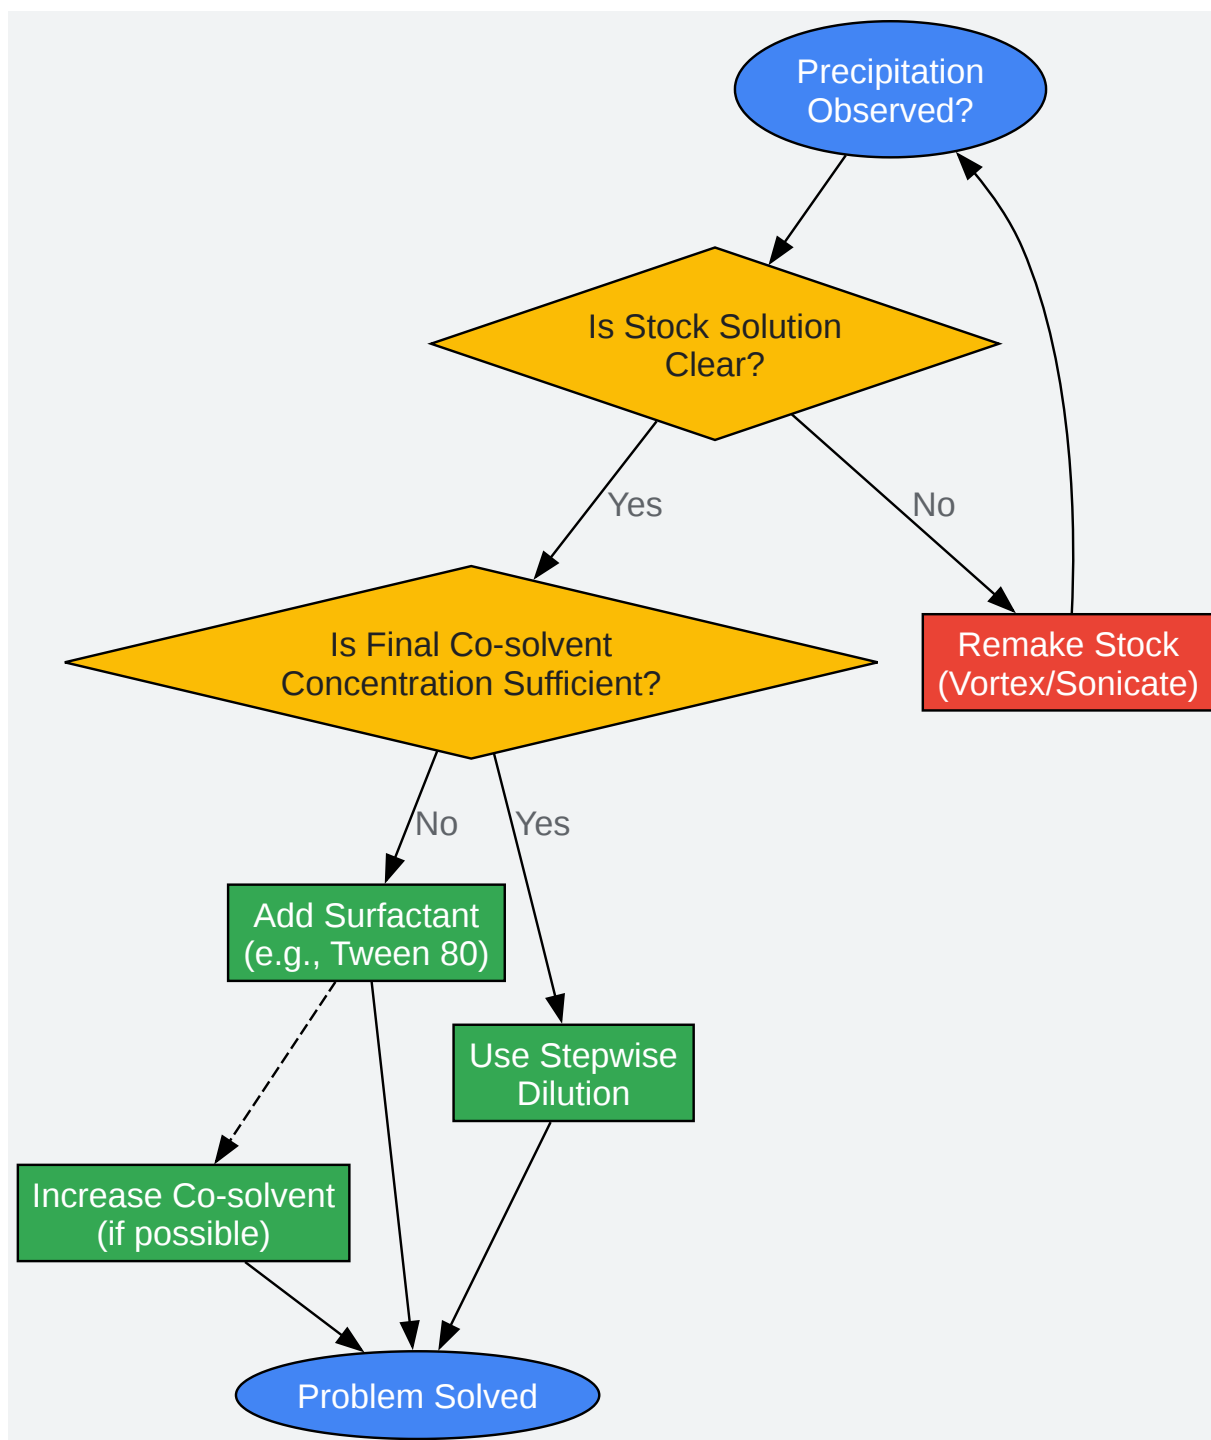 Precipitation
Observed?
Is Stock Solution
Clear?
Yes
No
Is Final Co-solvent
Concentration Sufficient?
Remake Stock
(Vortex/Sonicate)
No
Yes
Add Surfactant
(e.g., Tween 80)
Use Stepwise
Dilution
Increase Co-solvent
(if possible)
Problem Solved